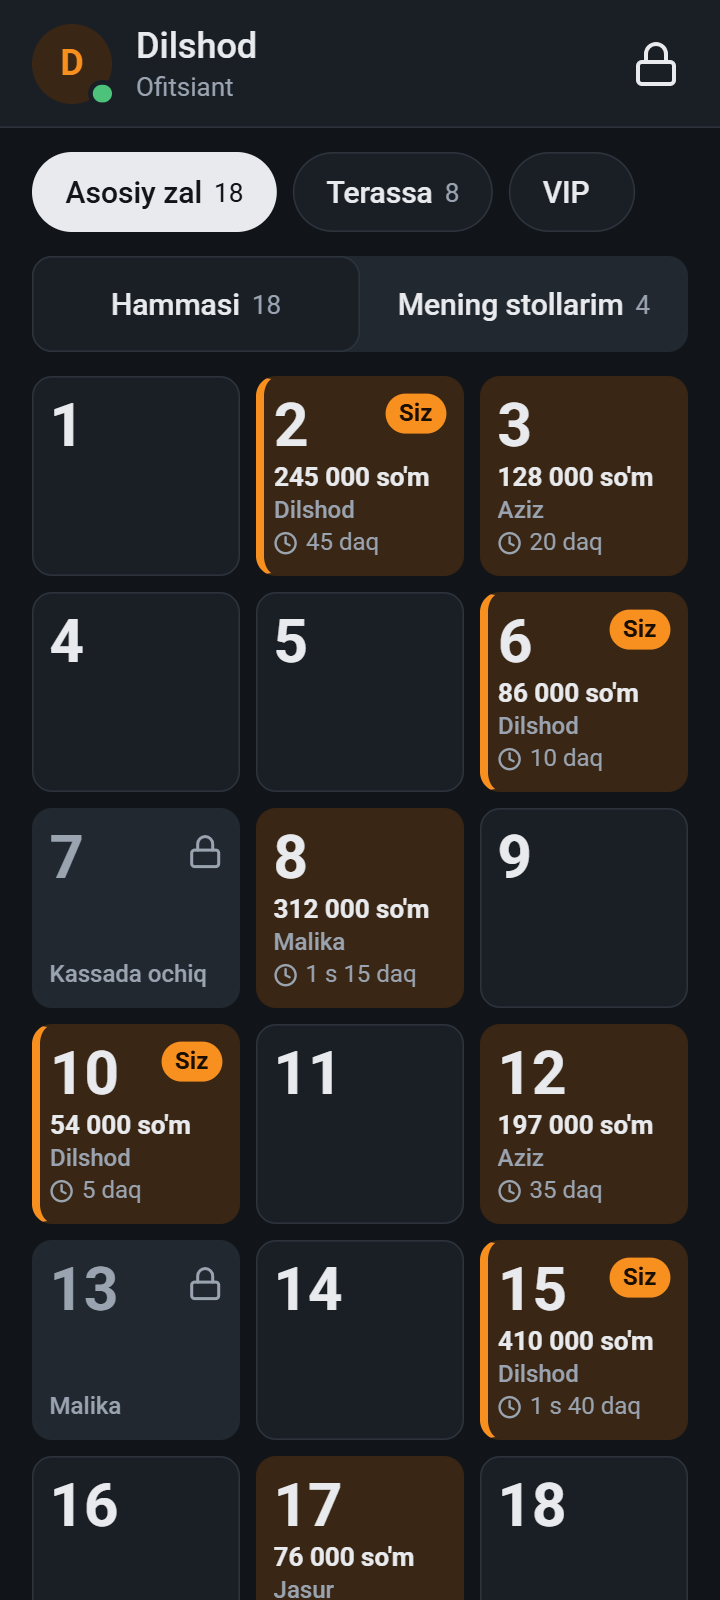 D
Dilshod
Ofitsiant
Asosiy zal 18
Terassa 8
VIP
Hammasi 18
Mening stollarim 4
1
2 Siz
245 000 so'm
Dilshod
45 daq
3
128 000 so'm
Aziz
20 daq
4
5
6 Siz
86 000 so'm
Dilshod
10 daq
7
Kassada ochiq
8
312 000 so'm
Malika
1 s 15 daq
9
10 Siz
54 000 so'm
Dilshod
5 daq
11
12
197 000 so'm
Aziz
35 daq
13
Malika
14
15 Siz
410 000 so'm
Dilshod
1 s 40 daq
16
17
76 000 so'm
Jasur
18